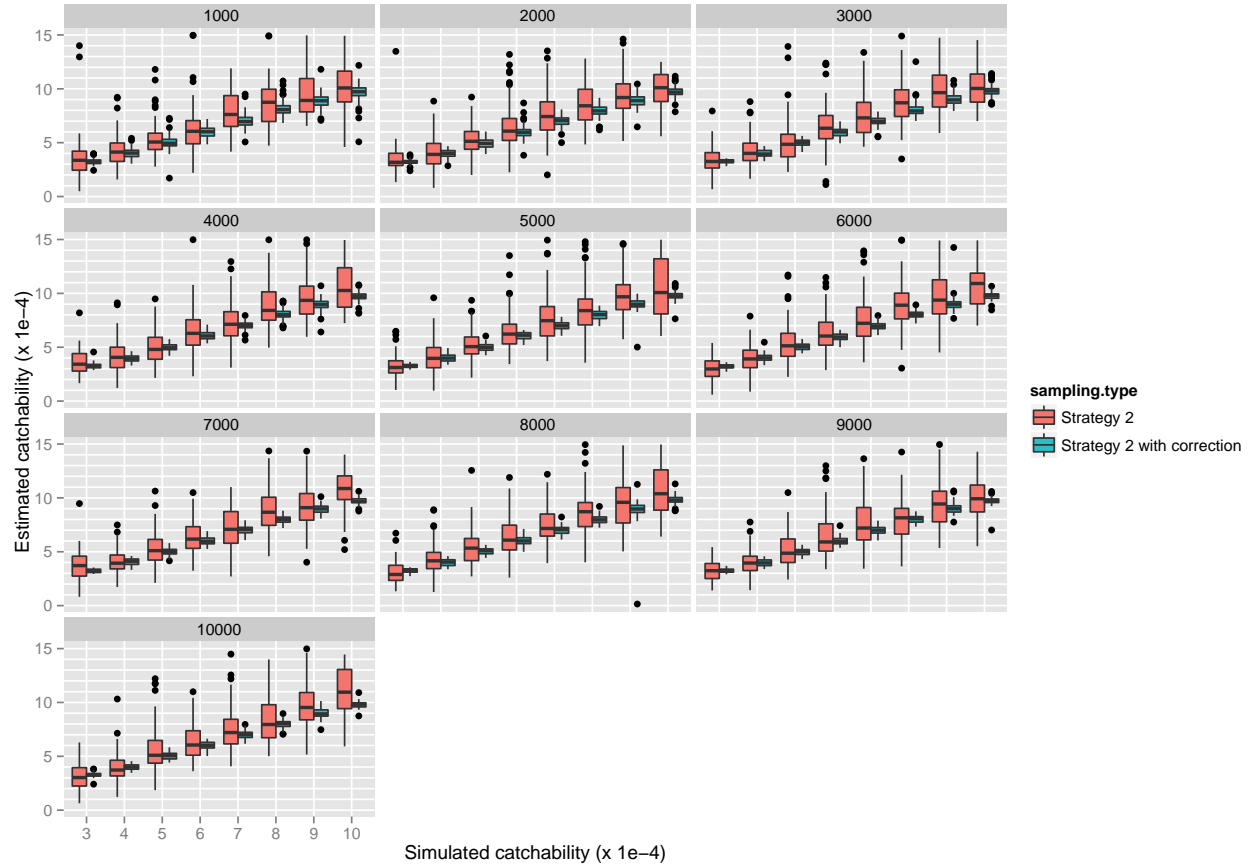 1000 2000 3000
15
10
5
0
4000 5000 6000
15
10
5
0
7000 8000 9000
15
10
5
0
10000
15
10
5
0
3 4 5 6 7 8 9 10
Simulated catchability (x 1e−4)
Estimated catchability (x 1e−4)
sampling.type
Strategy 2
Strategy 2 with correction